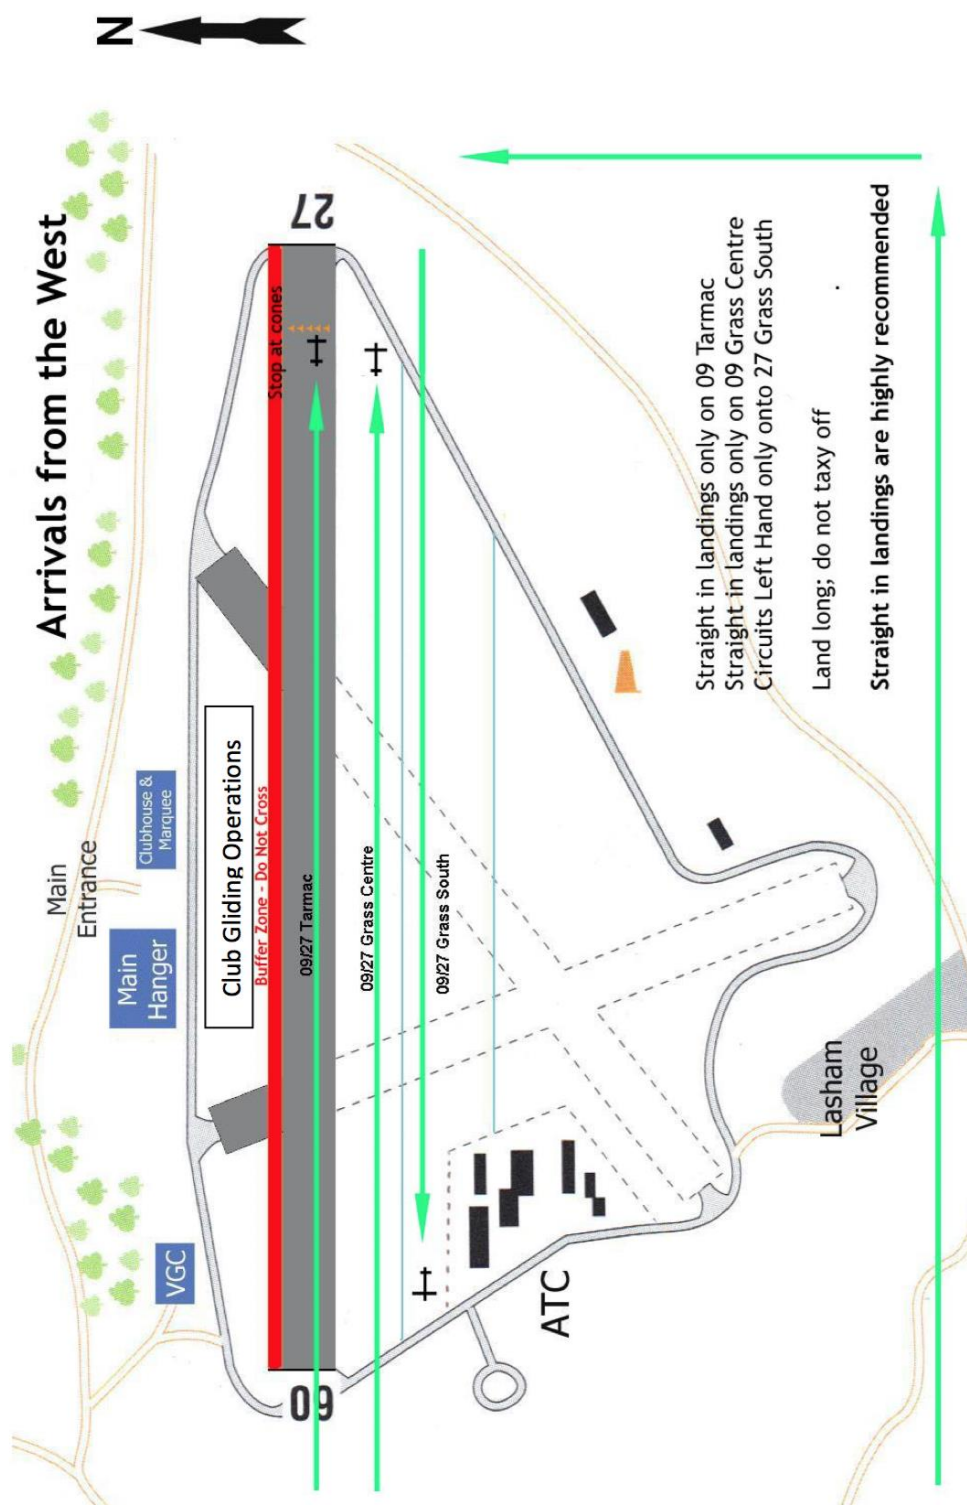 N
Arrivals from the West
Main
Entrance
Clubhouse &
Marquee
Main
Hanger
VGC
Club Gliding Operations
Buffer Zone - Do Not Cross
Stop at cones
09
27
09/27 Tarmac
09/27 Grass Centre
09/27 Grass South
ATC
Lasham
Village
Straight in landings only on 09 Tarmac
Straight in landings only on 09 Grass Centre
Circuits Left Hand only onto 27 Grass South
Land long; do not taxy off
Straight in landings are highly recommended